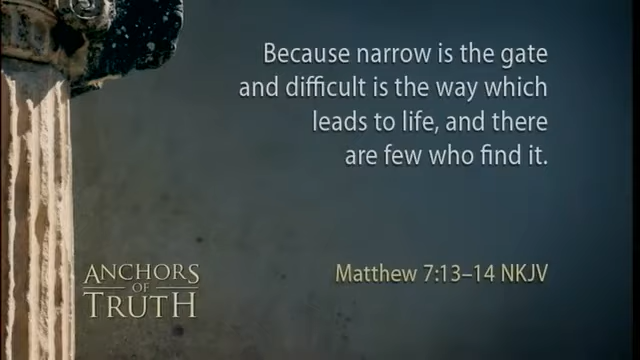 Because narrow is the gate
and difficult is the way which
leads to life, and there
are few who find it.
Matthew 7:13–14 NKJV
ANCHORS
OF
TRUTH